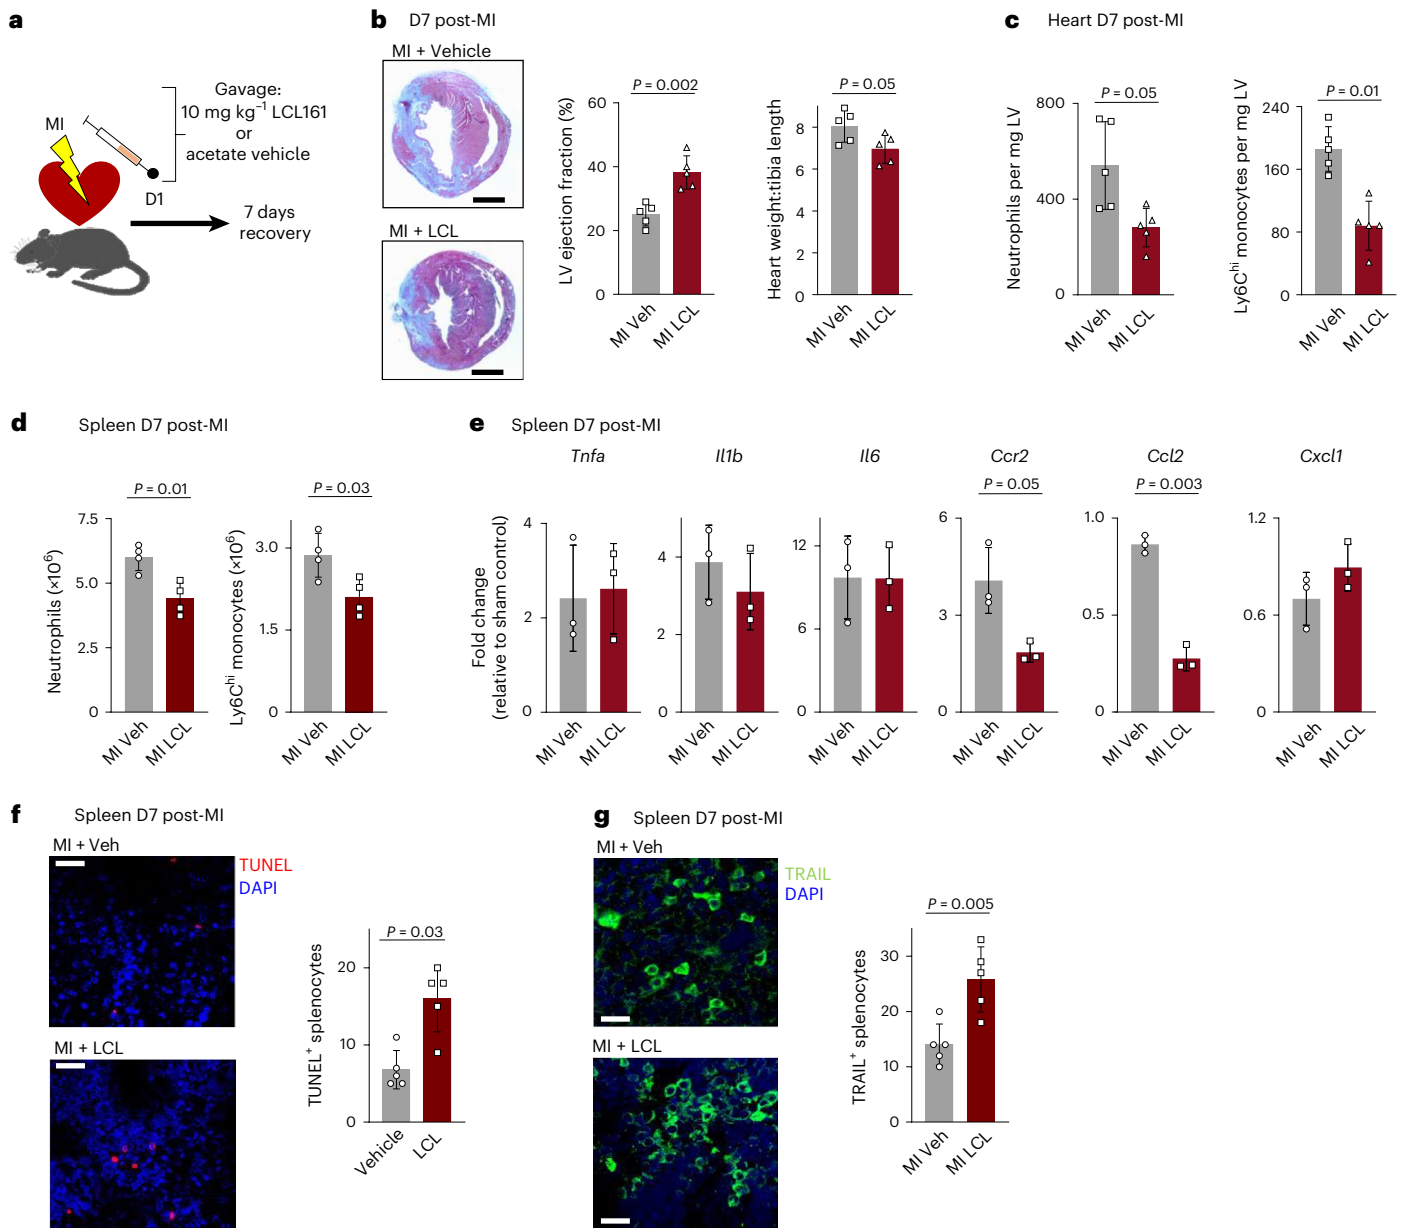 a
MI
Gavage:
10 mg kg⁻¹ LCL161
or
acetate vehicle
D1
7 days
recovery
b D7 post-MI
MI + Vehicle
MI + LCL
P = 0.002
LV ejection fraction (%)
60
40
20
0
MI Veh
MI LCL
P = 0.05
Heart weight:tibia length
8
6
4
2
0
MI Veh
MI LCL
c Heart D7 post-MI
P = 0.05
Neutrophils per mg LV
800
400
0
MI Veh
MI LCL
P = 0.01
Ly6Cʰⁱ monocytes per mg LV
240
160
80
0
MI Veh
MI LCL
d Spleen D7 post-MI
P = 0.01
Neutrophils (×10⁶)
7.5
5.0
2.5
0
MI Veh
MI LCL
P = 0.03
Ly6Cʰⁱ monocytes (×10⁶)
3.0
1.5
0
MI Veh
MI LCL
e Spleen D7 post-MI
Fold change
(relative to sham control)
Tnfa
4
2
0
MI Veh
MI LCL
Il1b
4
2
0
MI Veh
MI LCL
Il6
12
6
0
MI Veh
MI LCL
Ccr2
P = 0.05
6
3
0
MI Veh
MI LCL
Ccl2
P = 0.003
1.0
0.5
0
MI Veh
MI LCL
Cxcl1
1.2
0.6
0
MI Veh
MI LCL
f Spleen D7 post-MI
MI + Veh
TUNEL
DAPI
MI + LCL
P = 0.03
TUNEL⁺ splenocytes
20
10
0
Vehicle
LCL
g Spleen D7 post-MI
MI + Veh
TRAIL
DAPI
MI + LCL
P = 0.005
TRAIL⁺ splenocytes
30
20
10
0
MI Veh
MI LCL